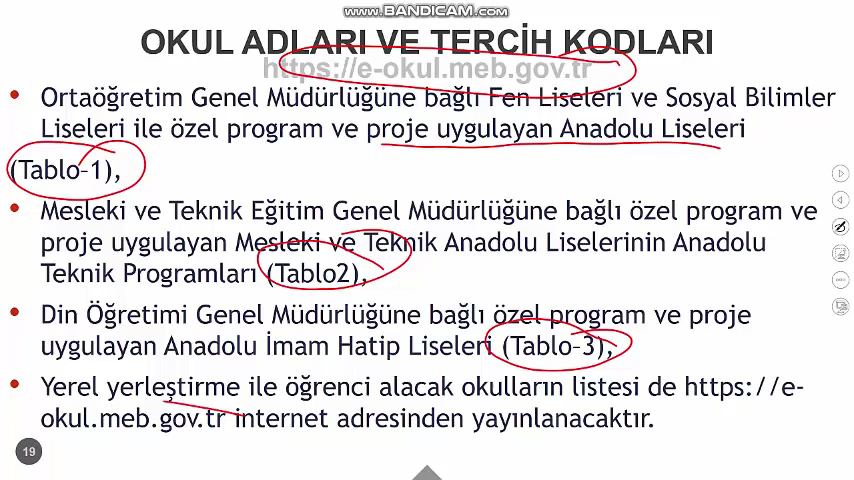 www.BANDICAM.com
OKUL ADLARI VE TERCİH KODLARI
https://e-okul.meb.gov.tr
• Ortaöğretim Genel Müdürlüğüne bağlı Fen Liseleri ve Sosyal Bilimler
Liseleri ile özel program ve proje uygulayan Anadolu Liseleri
(Tablo-1),
• Mesleki ve Teknik Eğitim Genel Müdürlüğüne bağlı özel program ve
proje uygulayan Mesleki ve Teknik Anadolu Liselerinin Anadolu
Teknik Programları (Tablo2),
• Din Öğretimi Genel Müdürlüğüne bağlı özel program ve proje
uygulayan Anadolu İmam Hatip Liseleri (Tablo-3),
• Yerel yerleştirme ile öğrenci alacak okulların listesi de https://e-
okul.meb.gov.tr internet adresinden yayınlanacaktır.
19